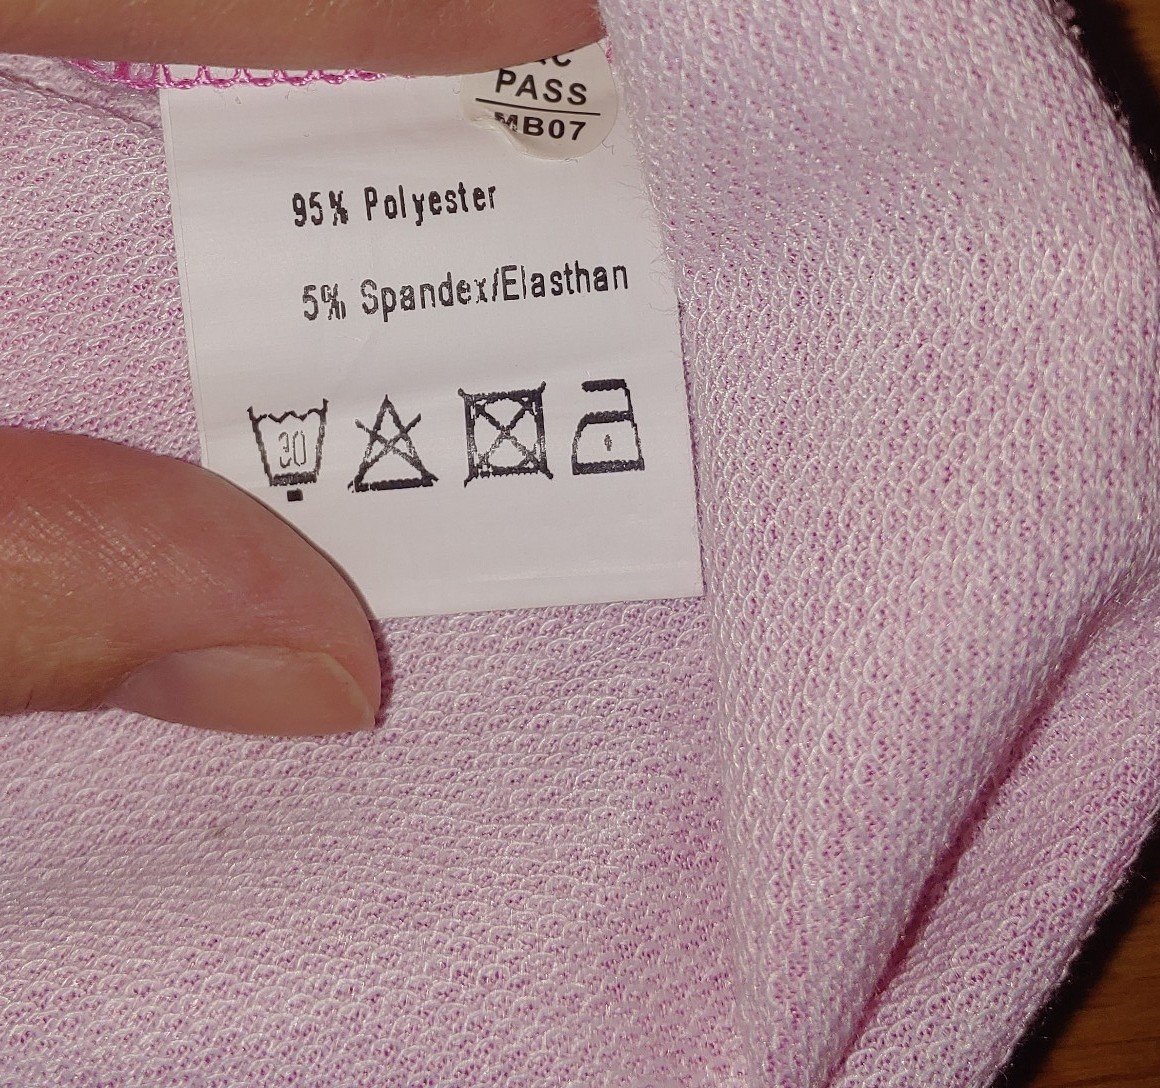 PASS
MB07
95% Polyester
5% Spandex/Elasthan
30